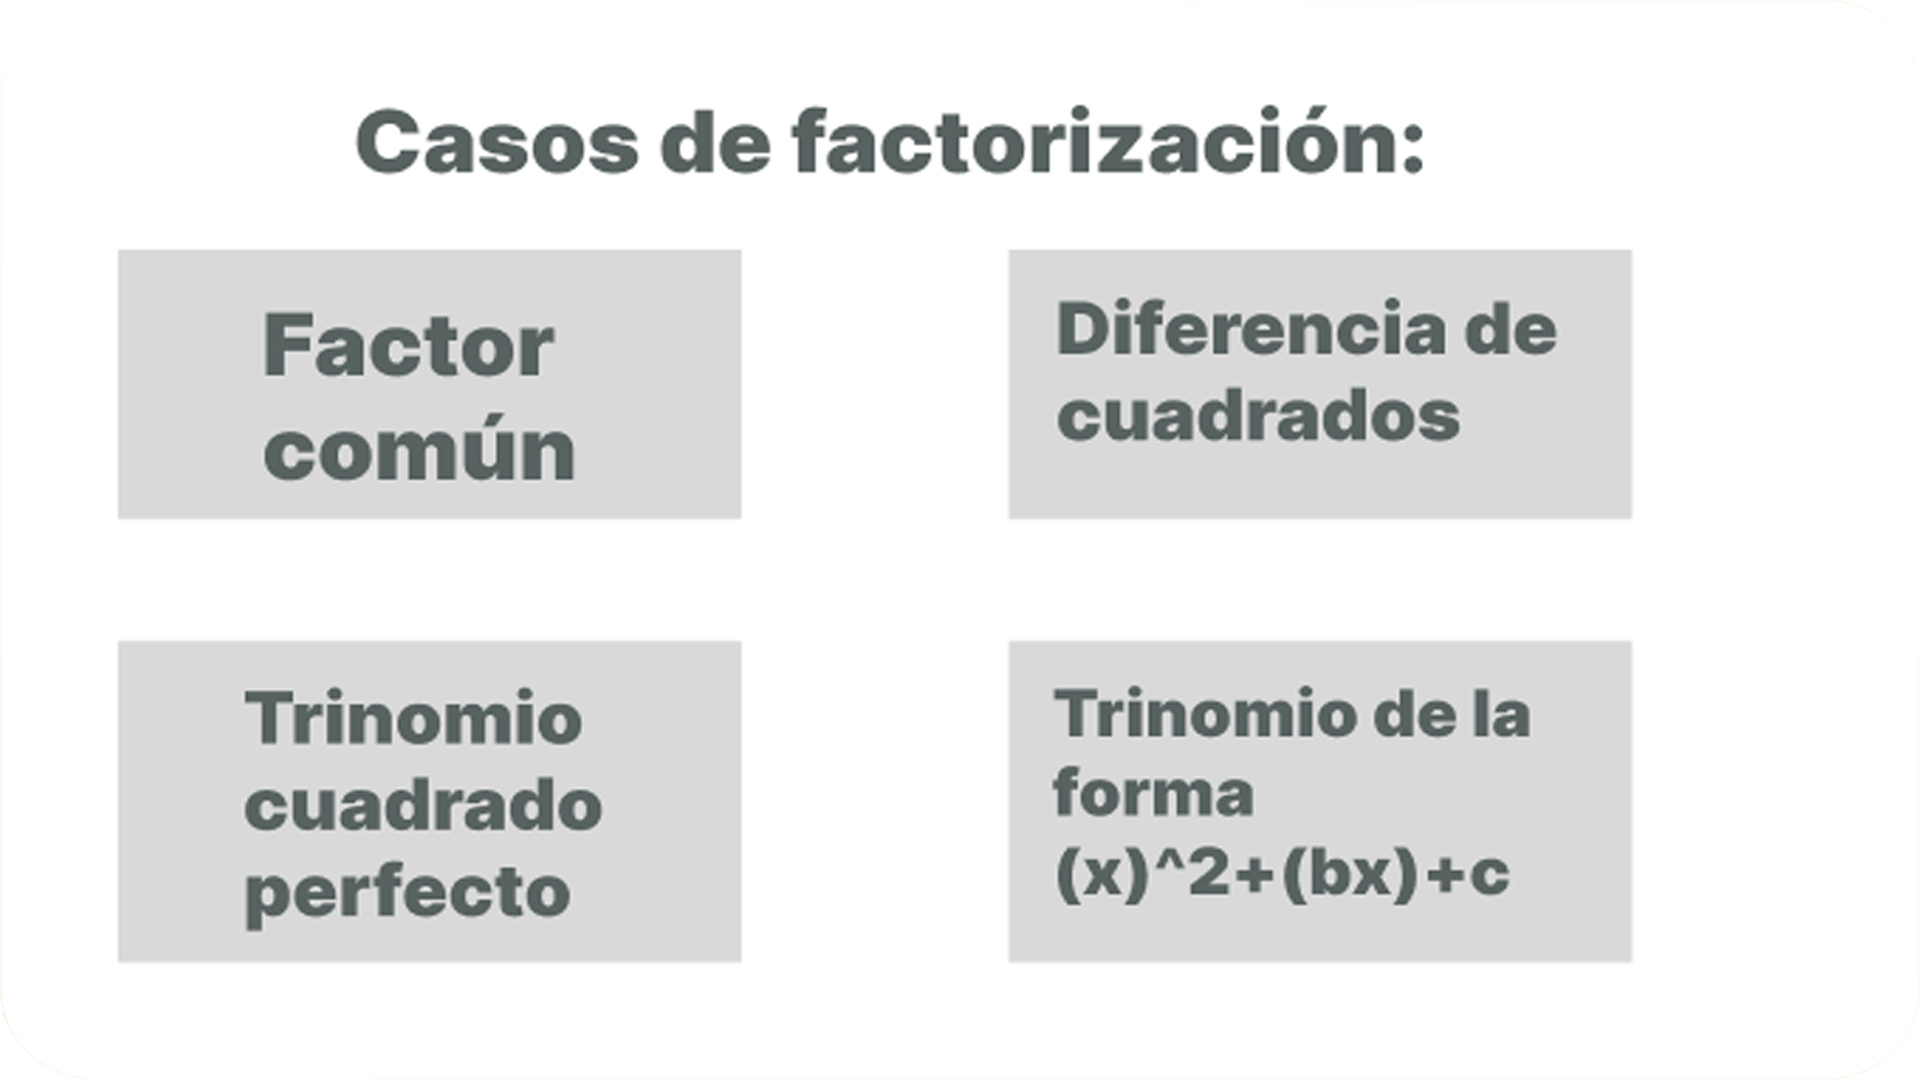 Casos de factorización:
Factor
común
Diferencia de
cuadrados
Trinomio
cuadrado
perfecto
Trinomio de la
forma
(x)^2+(bx)+c